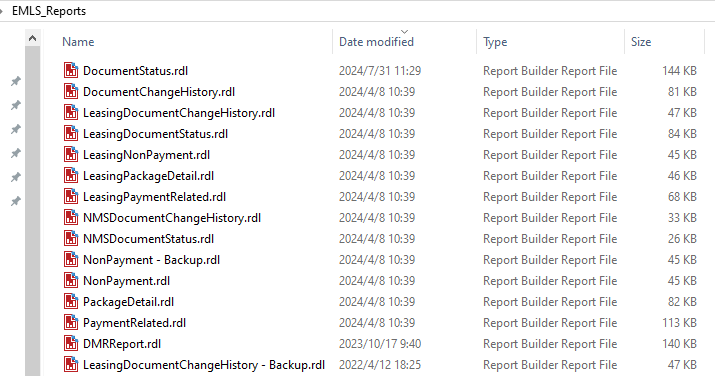 EMLS_Reports
Name Date modified Type Size
DocumentStatus.rdl 2024/7/31 11:29 Report Builder Report File 144 KB
DocumentChangeHistory.rdl 2024/4/8 10:39 Report Builder Report File 81 KB
LeasingDocumentChangeHistory.rdl 2024/4/8 10:39 Report Builder Report File 47 KB
LeasingDocumentStatus.rdl 2024/4/8 10:39 Report Builder Report File 84 KB
LeasingNonPayment.rdl 2024/4/8 10:39 Report Builder Report File 45 KB
LeasingPackageDetail.rdl 2024/4/8 10:39 Report Builder Report File 46 KB
LeasingPaymentRelated.rdl 2024/4/8 10:39 Report Builder Report File 68 KB
NMSDocumentChangeHistory.rdl 2024/4/8 10:39 Report Builder Report File 33 KB
NMSDocumentStatus.rdl 2024/4/8 10:39 Report Builder Report File 26 KB
NonPayment - Backup.rdl 2024/4/8 10:39 Report Builder Report File 45 KB
NonPayment.rdl 2024/4/8 10:39 Report Builder Report File 45 KB
PackageDetail.rdl 2024/4/8 10:39 Report Builder Report File 82 KB
PaymentRelated.rdl 2024/4/8 10:39 Report Builder Report File 113 KB
DMRReport.rdl 2023/10/17 9:40 Report Builder Report File 140 KB
LeasingDocumentChangeHistory - Backup.rdl 2022/4/12 18:25 Report Builder Report File 47 KB